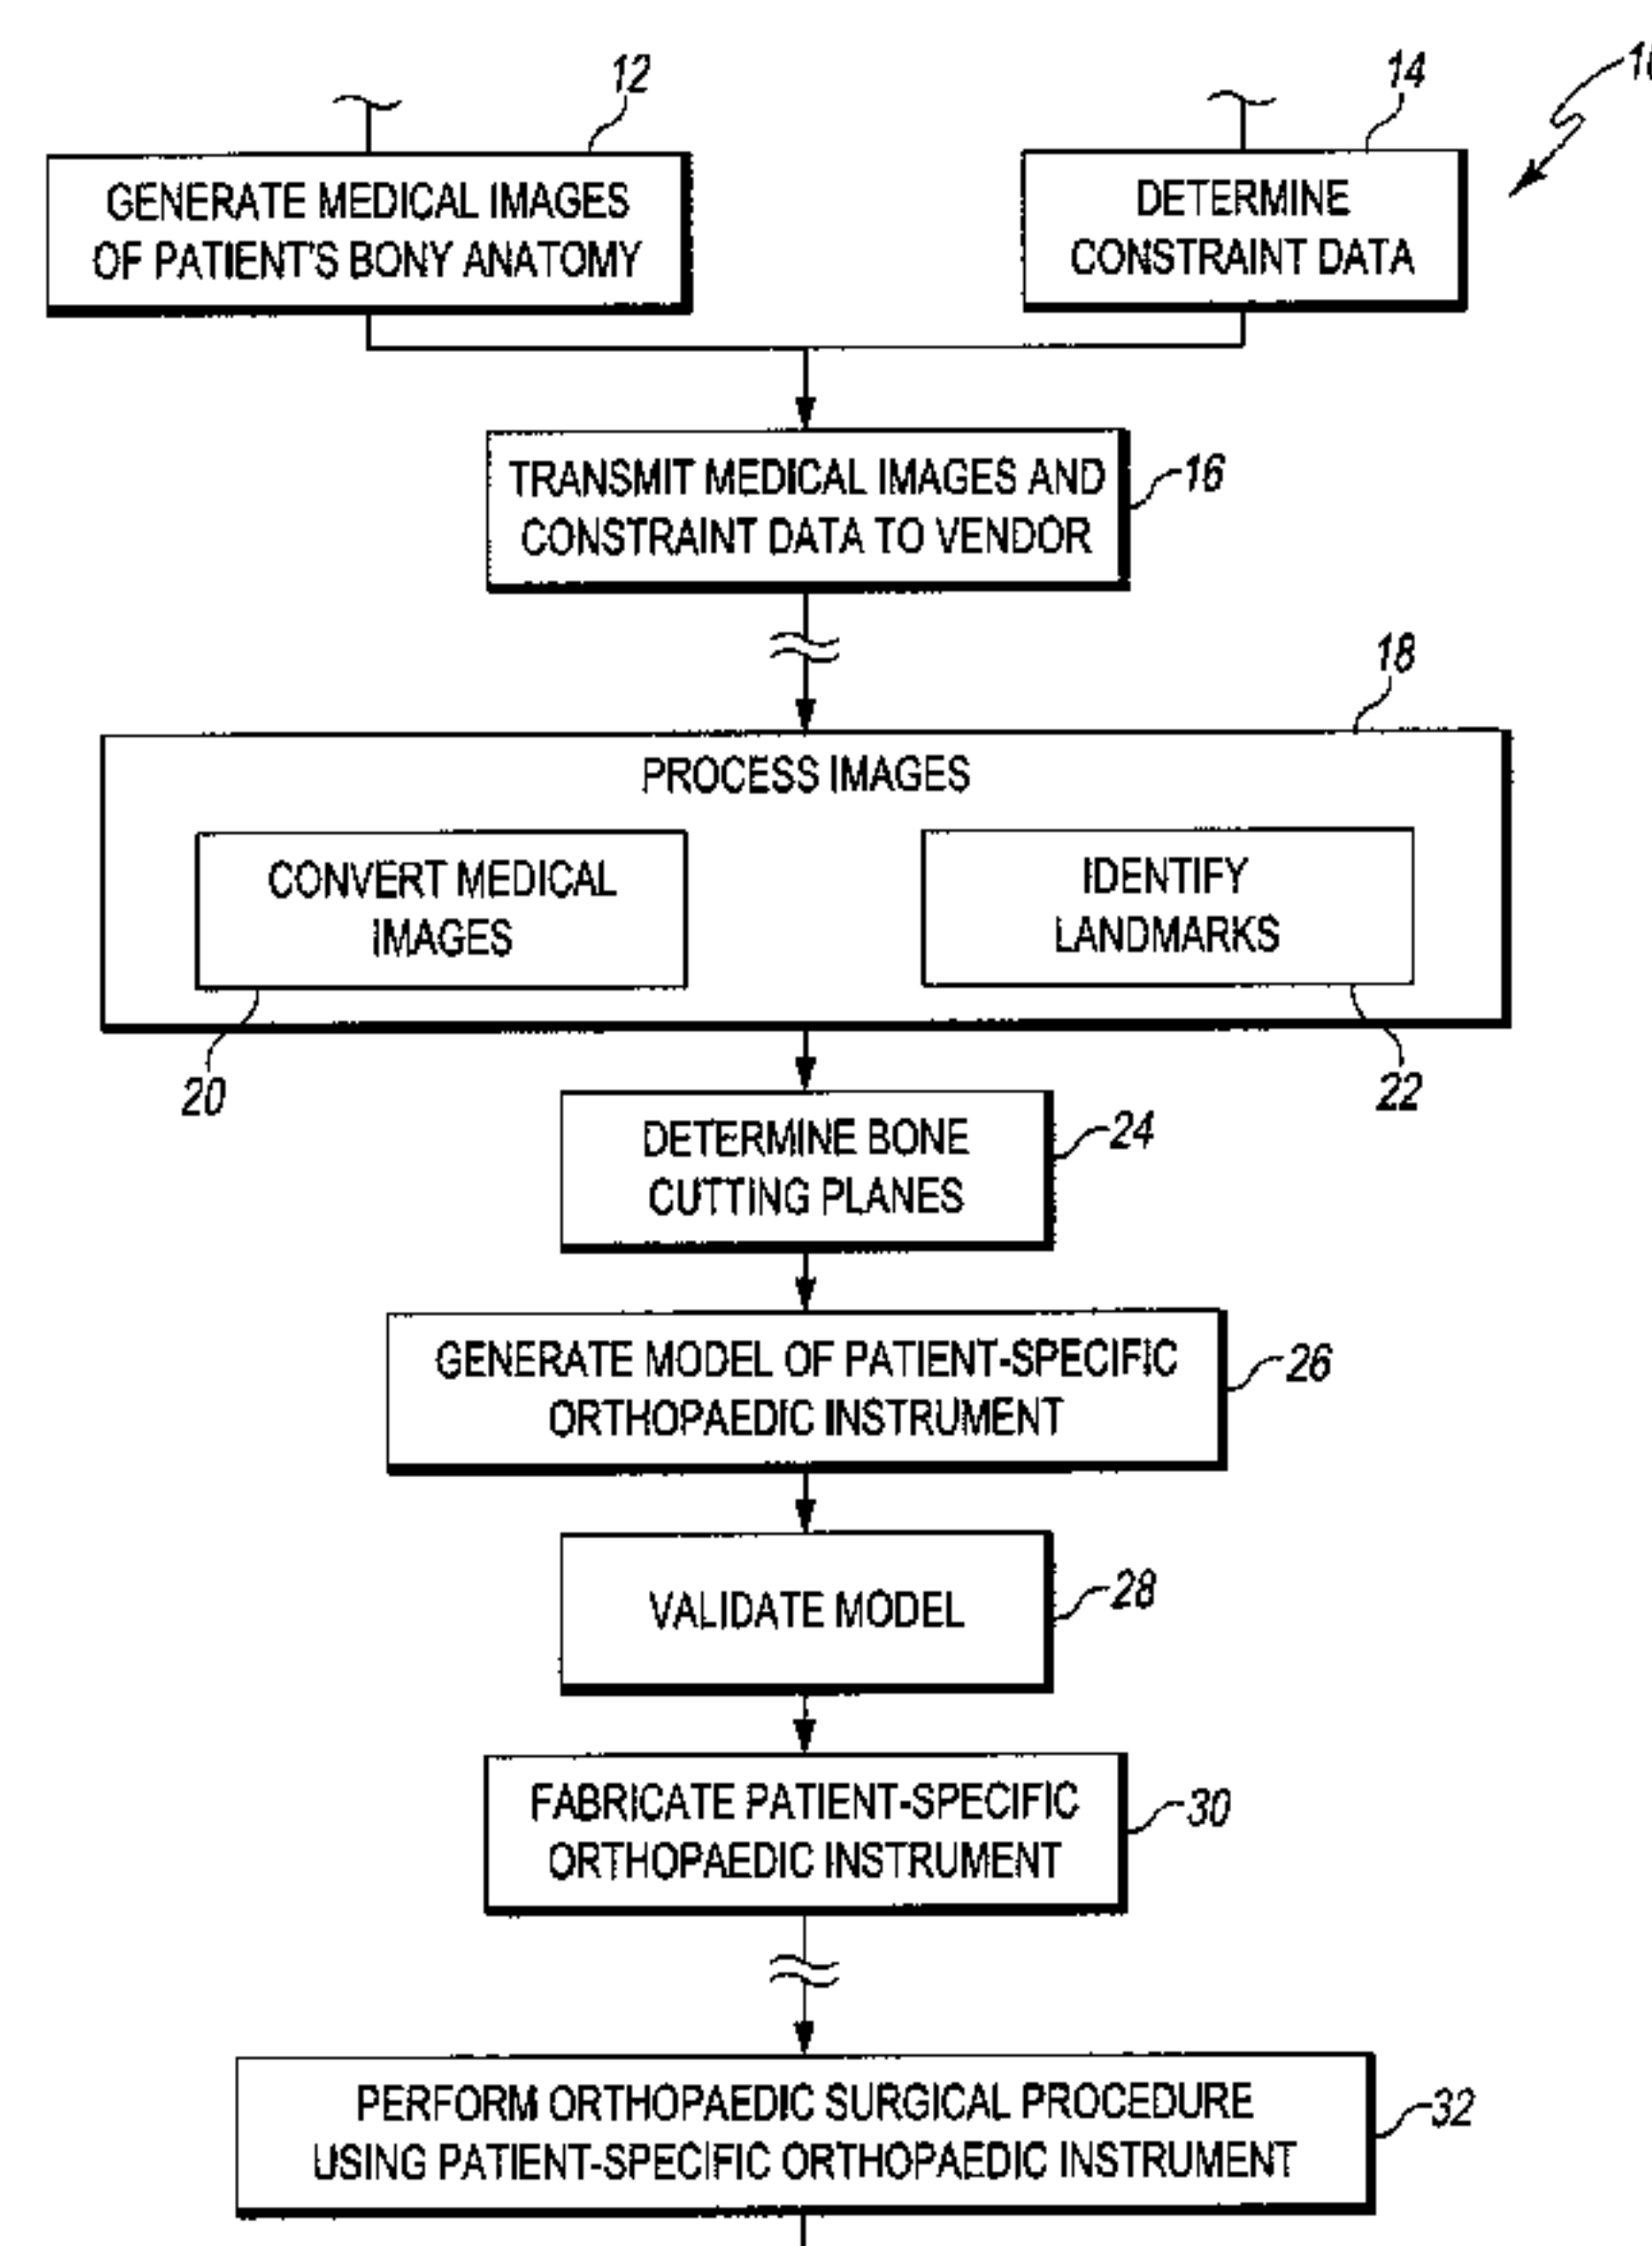 12
14
GENERATE MEDICAL IMAGES
OF PATIENT'S BONY ANATOMY
DETERMINE
CONSTRAINT DATA
TRANSMIT MEDICAL IMAGES AND
CONSTRAINT DATA TO VENDOR
16
18
PROCESS IMAGES
CONVERT MEDICAL
IMAGES
IDENTIFY
LANDMARKS
20
22
DETERMINE BONE
CUTTING PLANES
24
GENERATE MODEL OF PATIENT-SPECIFIC
ORTHOPAEDIC INSTRUMENT
26
VALIDATE MODEL
28
FABRICATE PATIENT-SPECIFIC
ORTHOPAEDIC INSTRUMENT
30
PERFORM ORTHOPAEDIC SURGICAL PROCEDURE
USING PATIENT-SPECIFIC ORTHOPAEDIC INSTRUMENT
32